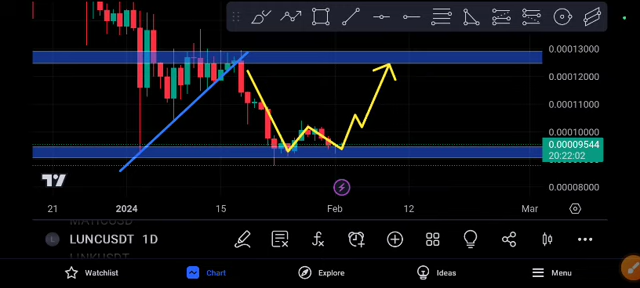 0.00013000
0.00012000
0.00011000
0.00010000
0.00009544
20:22:02
0.00008000
21
2024
15
Feb
12
Mar
LUNCUSDT 1D
Watchlist
Chart
Explore
Ideas
Menu